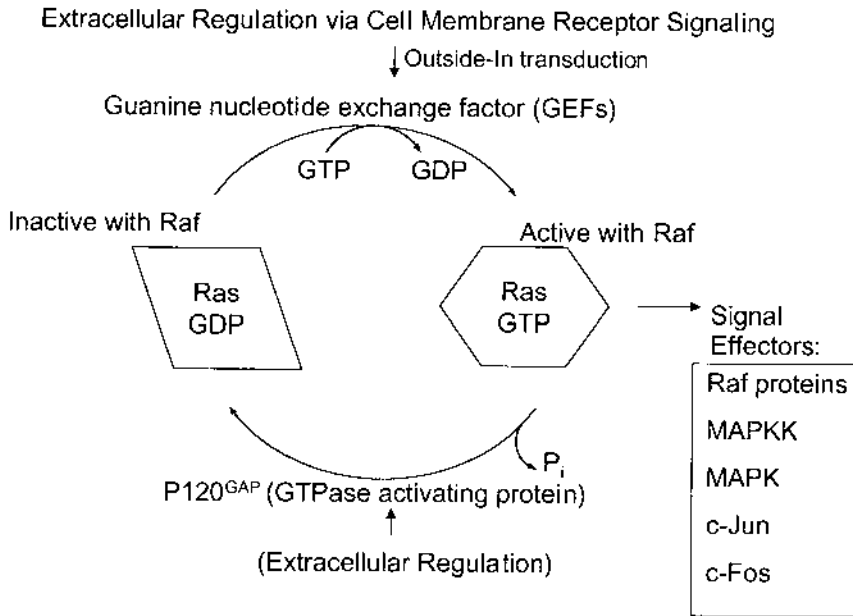 Extracellular Regulation via Cell Membrane Receptor Signaling
Outside-In transduction
Guanine nucleotide exchange factor (GEFs)
GTP
GDP
Inactive with Raf
Active with Raf
Ras
GDP
Ras
GTP
Signal
Effectors:
Raf proteins
MAPKK
MAPK
c-Jun
c-Fos
Pi
P120GAP (GTPase activating protein)
(Extracellular Regulation)